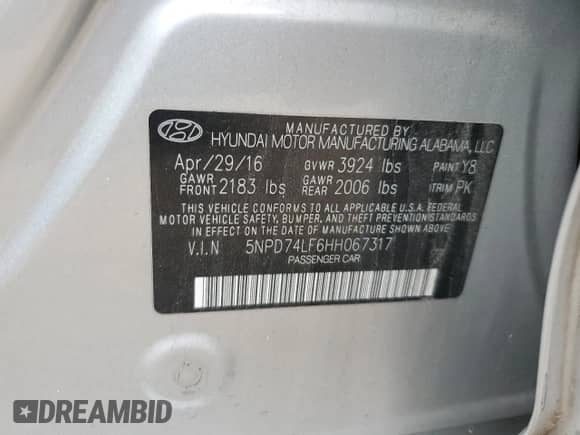 MANUFACTURED BY
HYUNDAI MOTOR MANUFACTURING ALABAMA, LLC
Apr/29/16 GVWR 3924 lbs PAINT Y8
GAWR FRONT 2183 lbs GAWR REAR 2006 lbs TRIM PK
THIS VEHICLE CONFORMS TO ALL APPLICABLE U.S.A. FEDERAL
MOTOR VEHICLE SAFETY, BUMPER, AND THEFT PREVENTION STANDARDS
IN EFFECT ON THE DATE OF MANUFACTURE SHOWN ABOVE
V.I.N 5NPD74LF6HH067317
PASSENGER CAR
DREAMBID